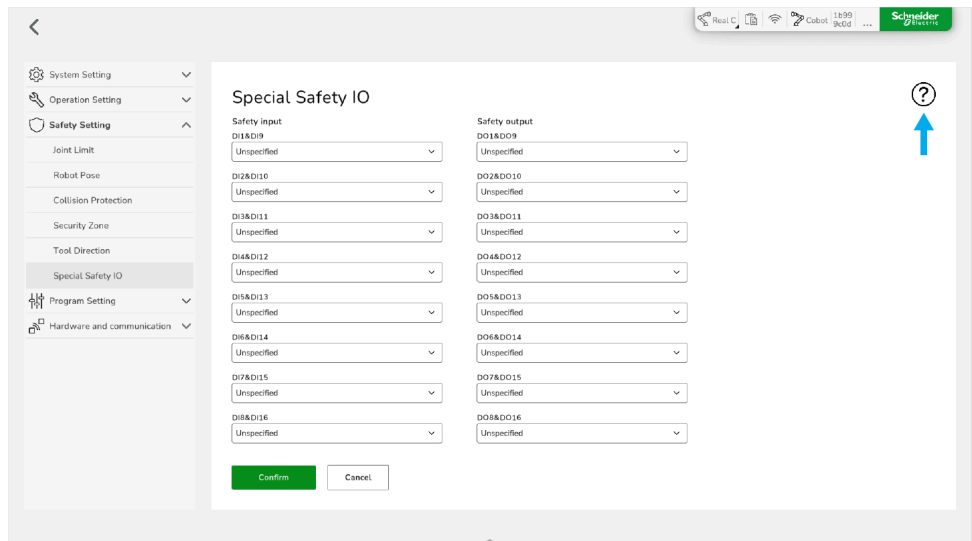 Real C
Cobot
1b99
9c0d
...
Schneider
Electric
System Setting
Operation Setting
Safety Setting
Joint Limit
Robot Pose
Collision Protection
Security Zone
Tool Direction
Special Safety IO
Program Setting
Hardware and communication
Special Safety IO
?
Safety input
Safety output
DI1&DI9
DO1&DO9
Unspecified
Unspecified
DI2&DI10
DO2&DO10
Unspecified
Unspecified
DI3&DI11
DO3&DO11
Unspecified
Unspecified
DI4&DI12
DO4&DO12
Unspecified
Unspecified
DI5&DI13
DO5&DO13
Unspecified
Unspecified
DI6&DI14
DO6&DO14
Unspecified
Unspecified
DI7&DI15
DO7&DO15
Unspecified
Unspecified
DI8&DI16
DO8&DO16
Unspecified
Unspecified
Confirm
Cancel